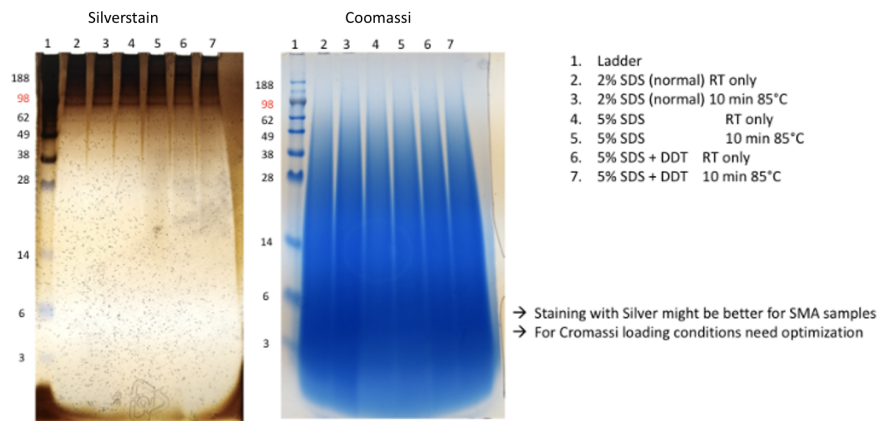 Silverstain
Coomassi
1 2 3 4 5 6 7
1 2 3 4 5 6 7
188
98
62
49
38
28
14
6
3
188
98
62
49
38
28
14
6
3
1. Ladder
2. 2% SDS (normal) RT only
3. 2% SDS (normal) 10 min 85°C
4. 5% SDS RT only
5. 5% SDS 10 min 85°C
6. 5% SDS + DDT RT only
7. 5% SDS + DDT 10 min 85°C
→ Staining with Silver might be better for SMA samples
→ For Cromassi loading conditions need optimization